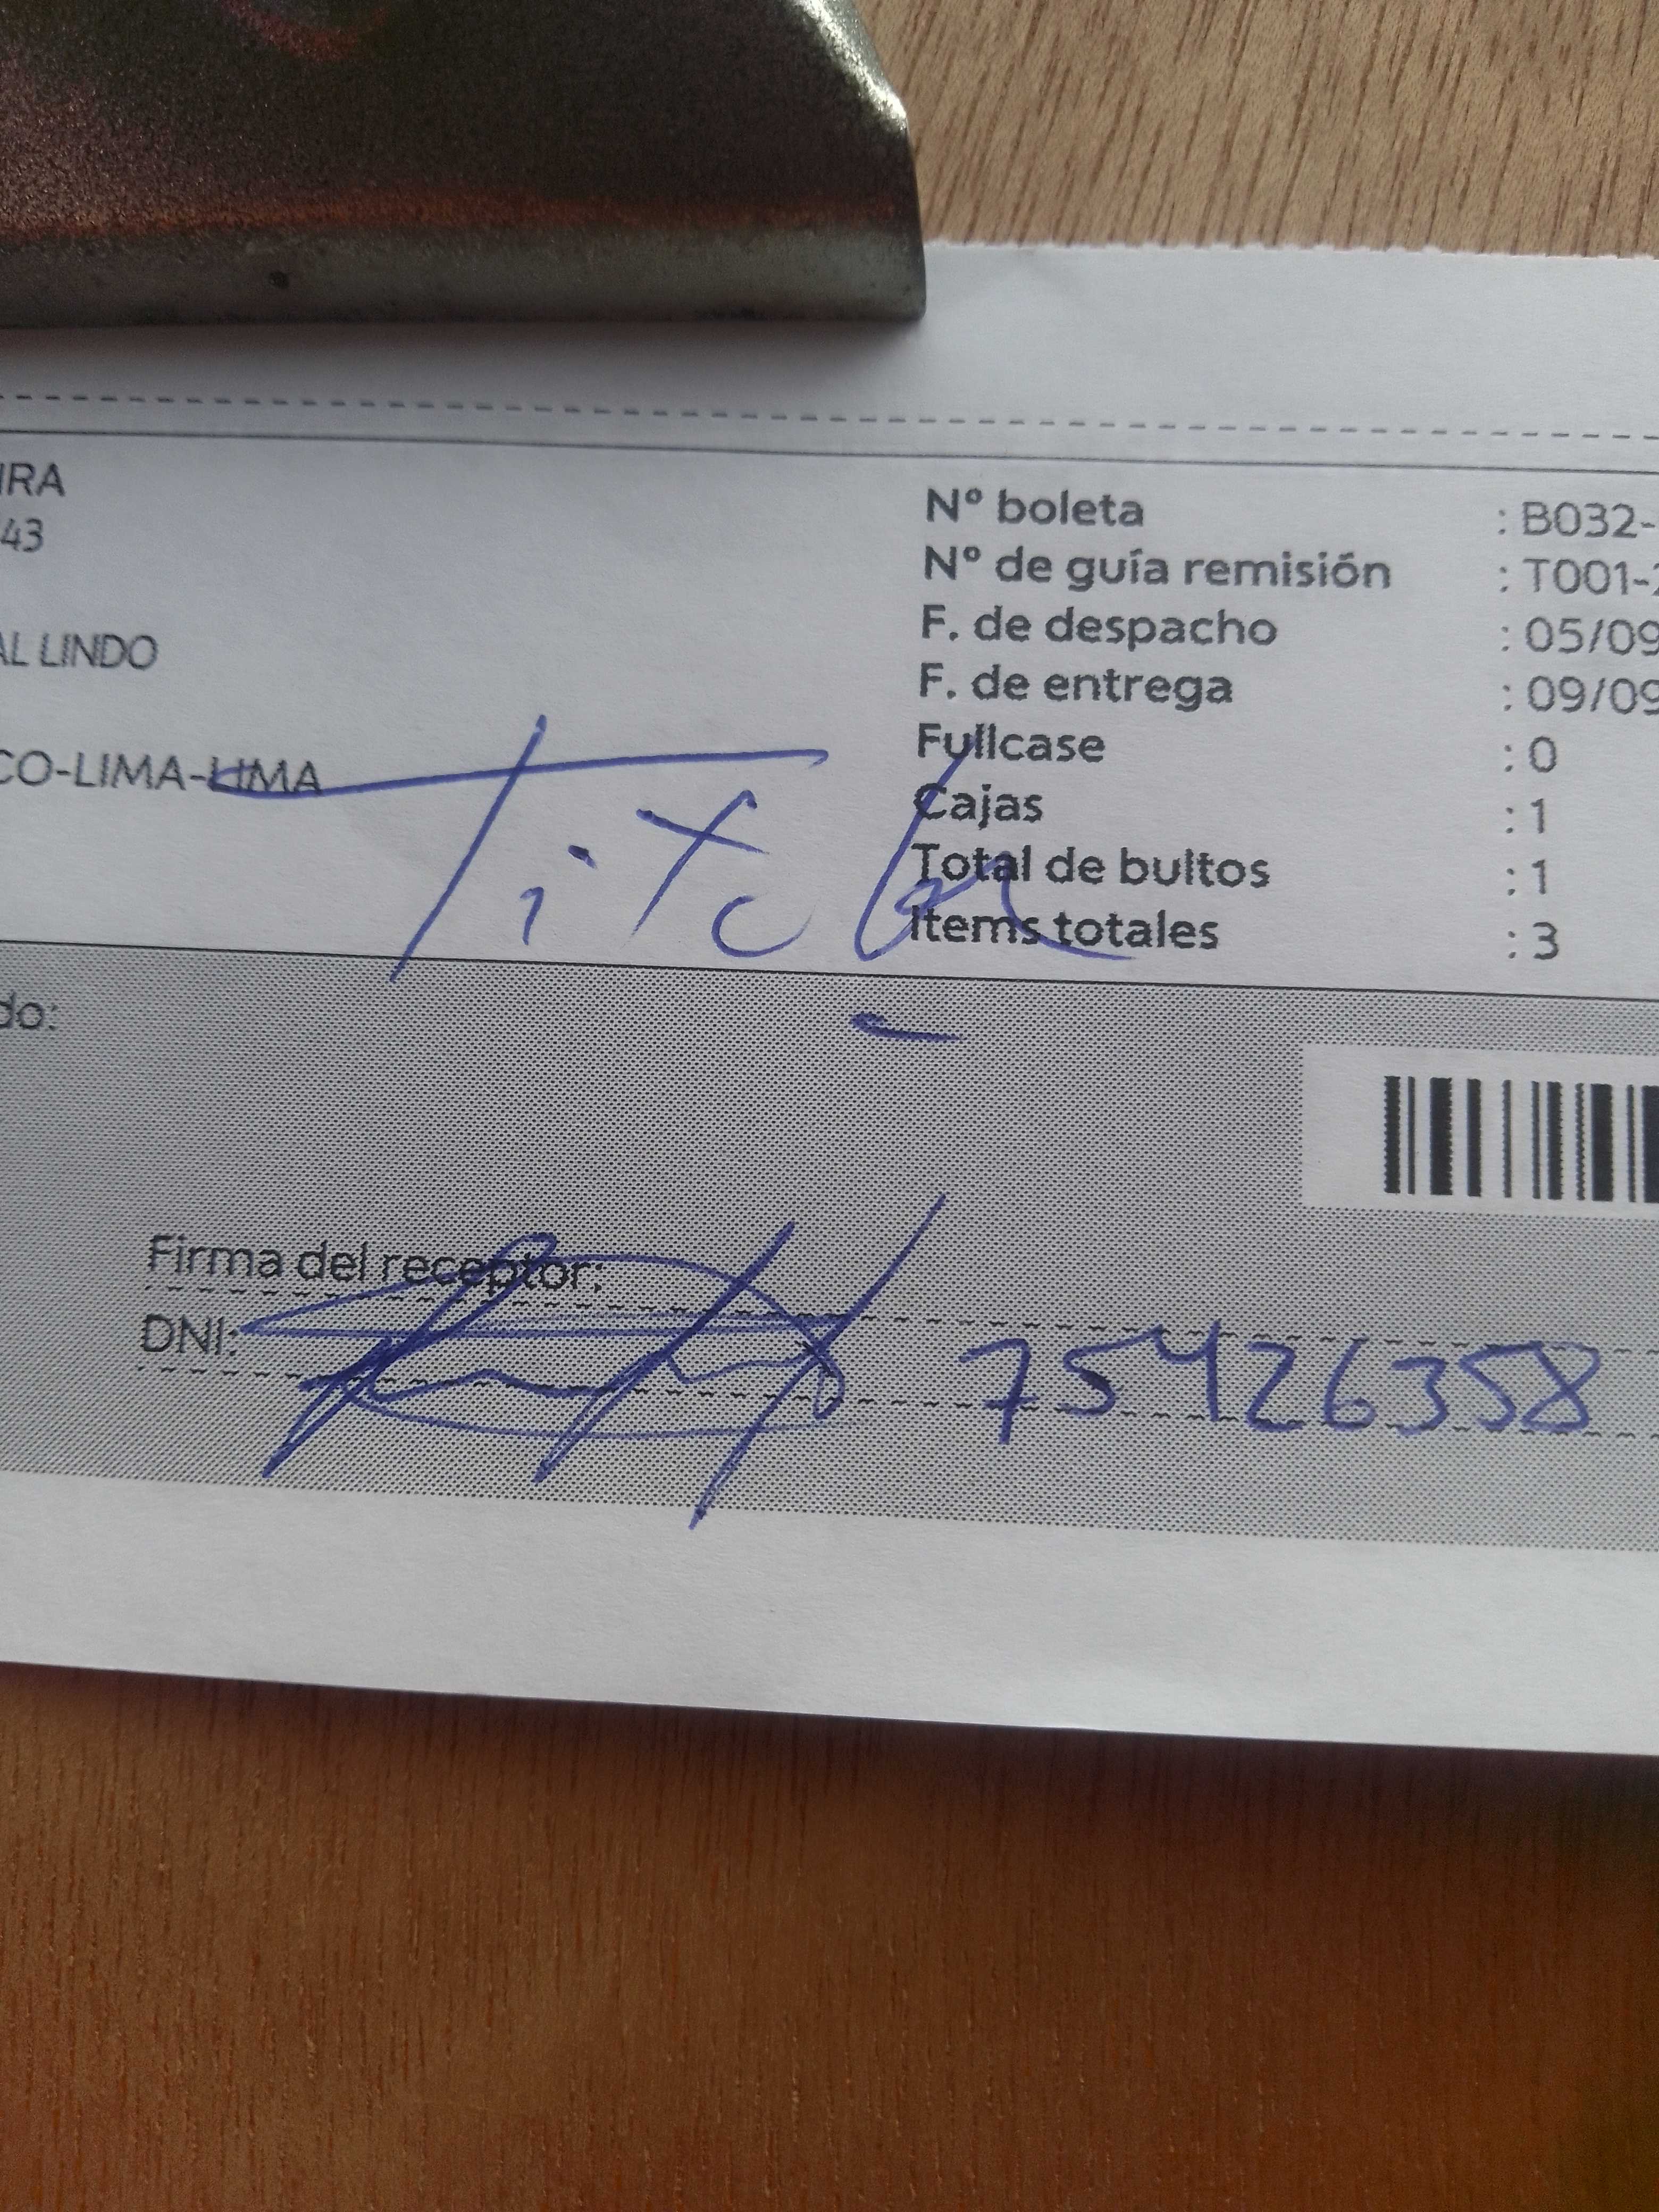 IRA
43
AL LINDO
CO-LIMA-LIMA
Nº boleta : B032-
Nº de guía remisión : T001-
F. de despacho : 05/09
F. de entrega : 09/09
Fullcase : 0
Cajas : 1
Total de bultos : 1
Items totales : 3
do:
Firma del receptor:
DNI: 75426358